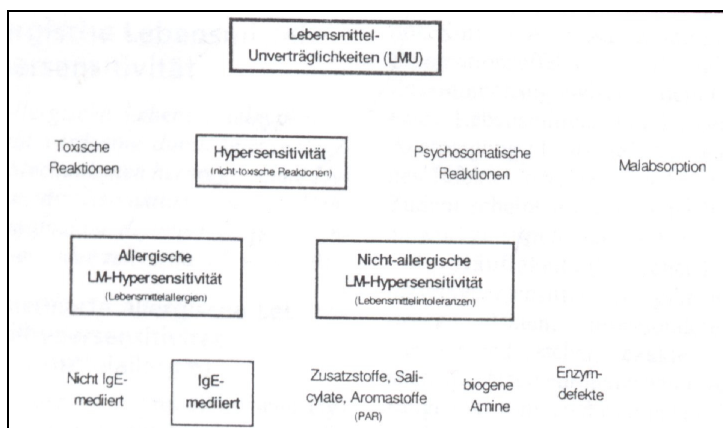 Lebensmittel-
Unverträglichkeiten (LMU)
Toxische
Reaktionen
Hypersensitivität
(nicht-toxische Reaktionen)
Psychosomatische
Reaktionen
Malabsorption
Allergische
LM-Hypersensitivität
(Lebensmittelallergien)
Nicht-allergische
LM-Hypersensitivität
(Lebensmittelintoleranzen)
Nicht IgE-
mediiert
IgE-
mediiert
Zusatzstoffe, Sali-
cylate, Aromastoffe
(PAR)
biogene
Amine
Enzym-
defekte